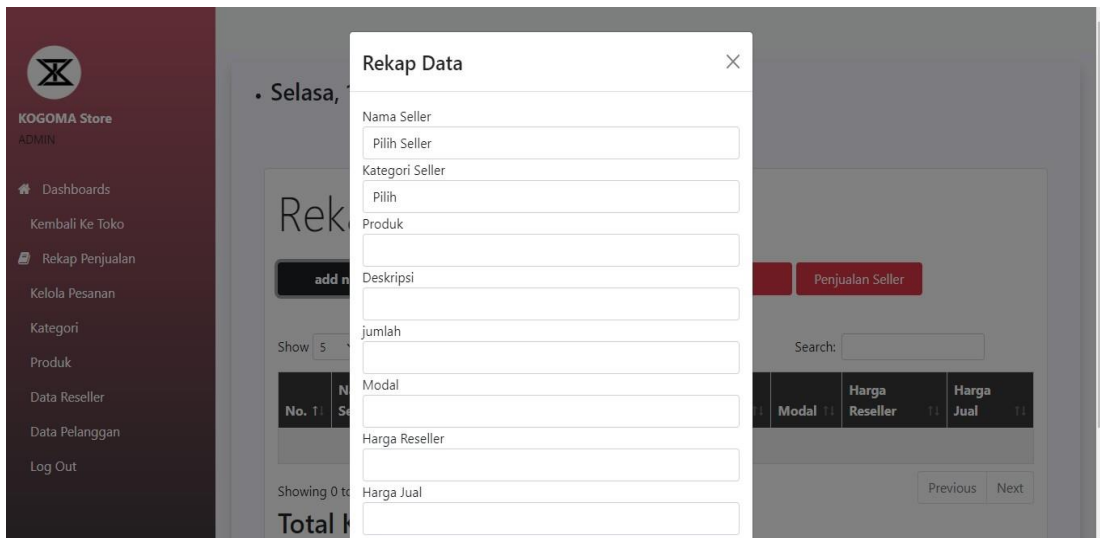 KOGOMA Store
ADMIN
Dashboards
Kembali Ke Toko
Rekap Penjualan
Kelola Pesanan
Kategori
Produk
Data Reseller
Data Pelanggan
Log Out
• Selasa,
add
Penjualan Seller
Show 5
Search:
No.
Modal
Harga Reseller
Harga Jual
Showing 0
Previous Next
Total
Rekap Data
Nama Seller
Pilih Seller
Kategori Seller
Pilih
Produk
Deskripsi
jumlah
Modal
Harga Reseller
Harga Jual